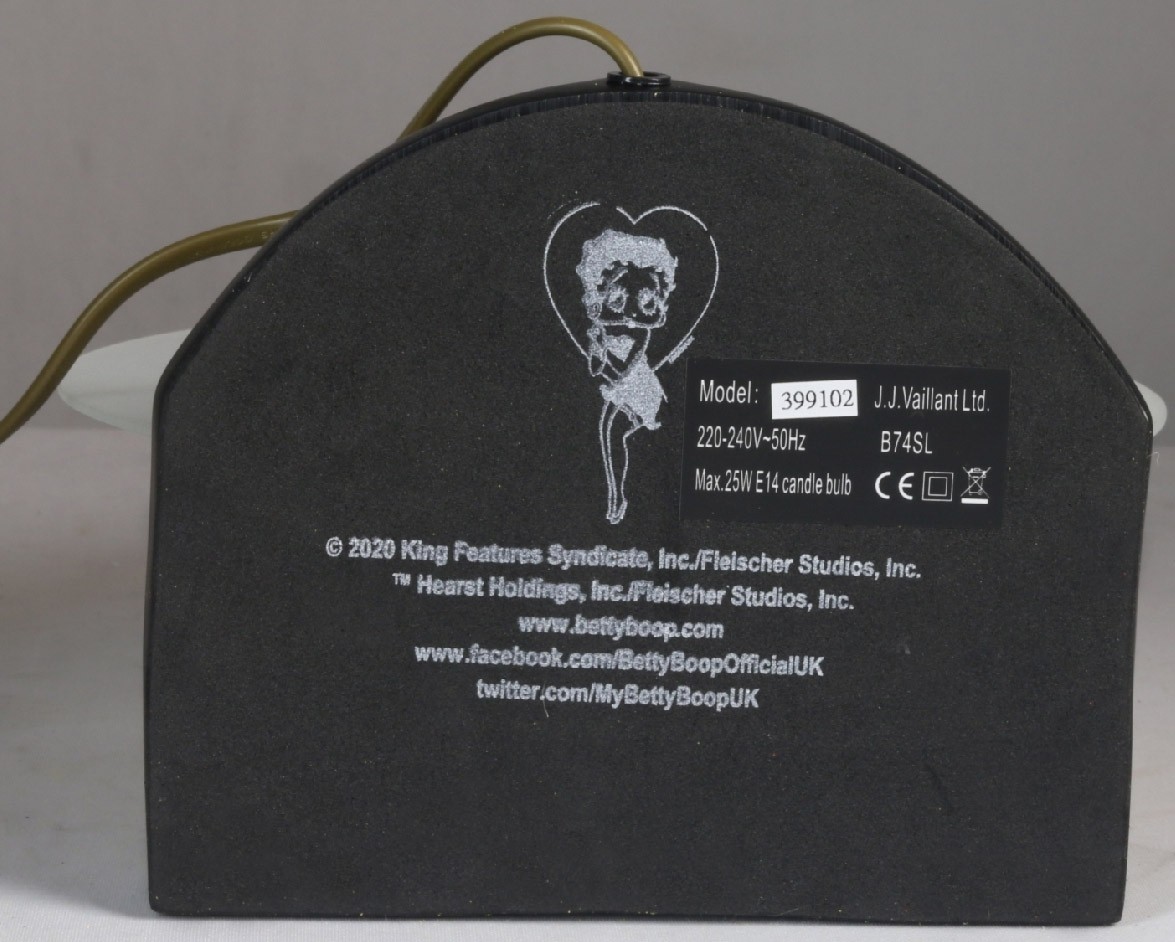 Model: 399102 J.J.Vaillant Ltd.
220-240V~50Hz B74SL
Max.25W E14 candle bulb CE
© 2020 King Features Syndicate, Inc./Fleischer Studios, Inc.
™ Hearst Holdings, Inc./Fleischer Studios, Inc.
www.bettyboop.com
www.facebook.com/BettyBoopOfficialUK
twitter.com/MyBettyBoopUK